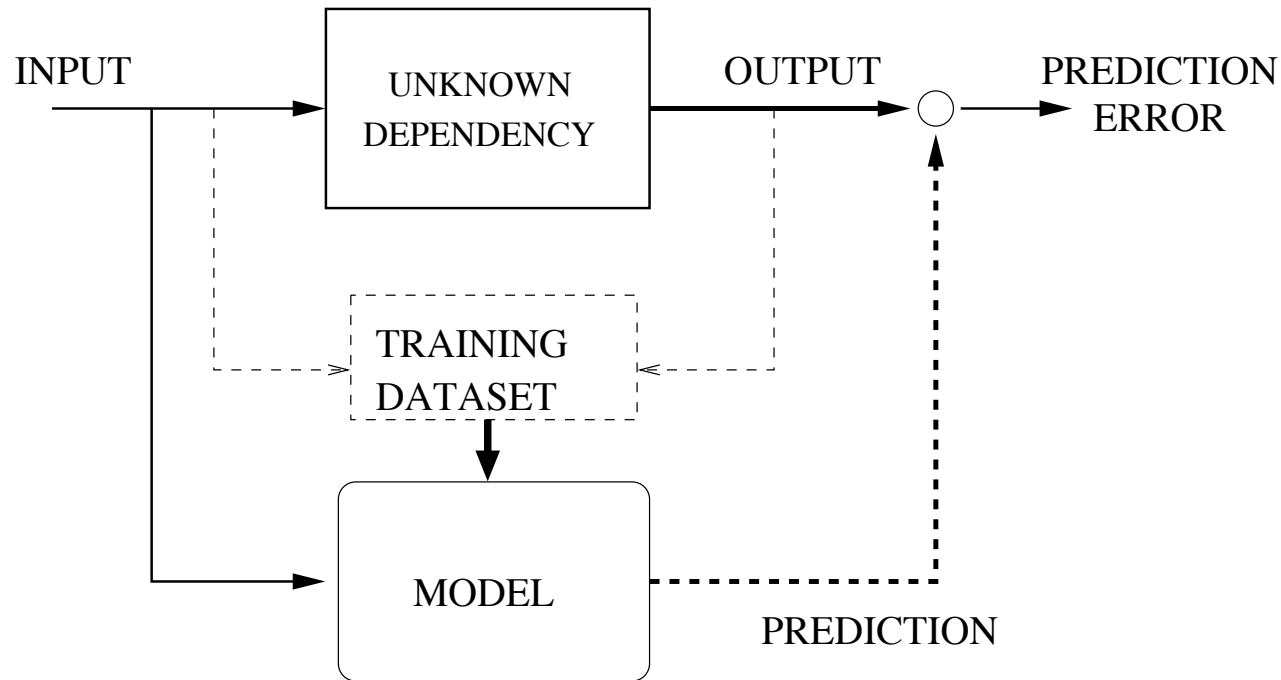 INPUT
UNKNOWN
DEPENDENCY
OUTPUT
PREDICTION
ERROR
TRAINING
DATASET
MODEL
PREDICTION